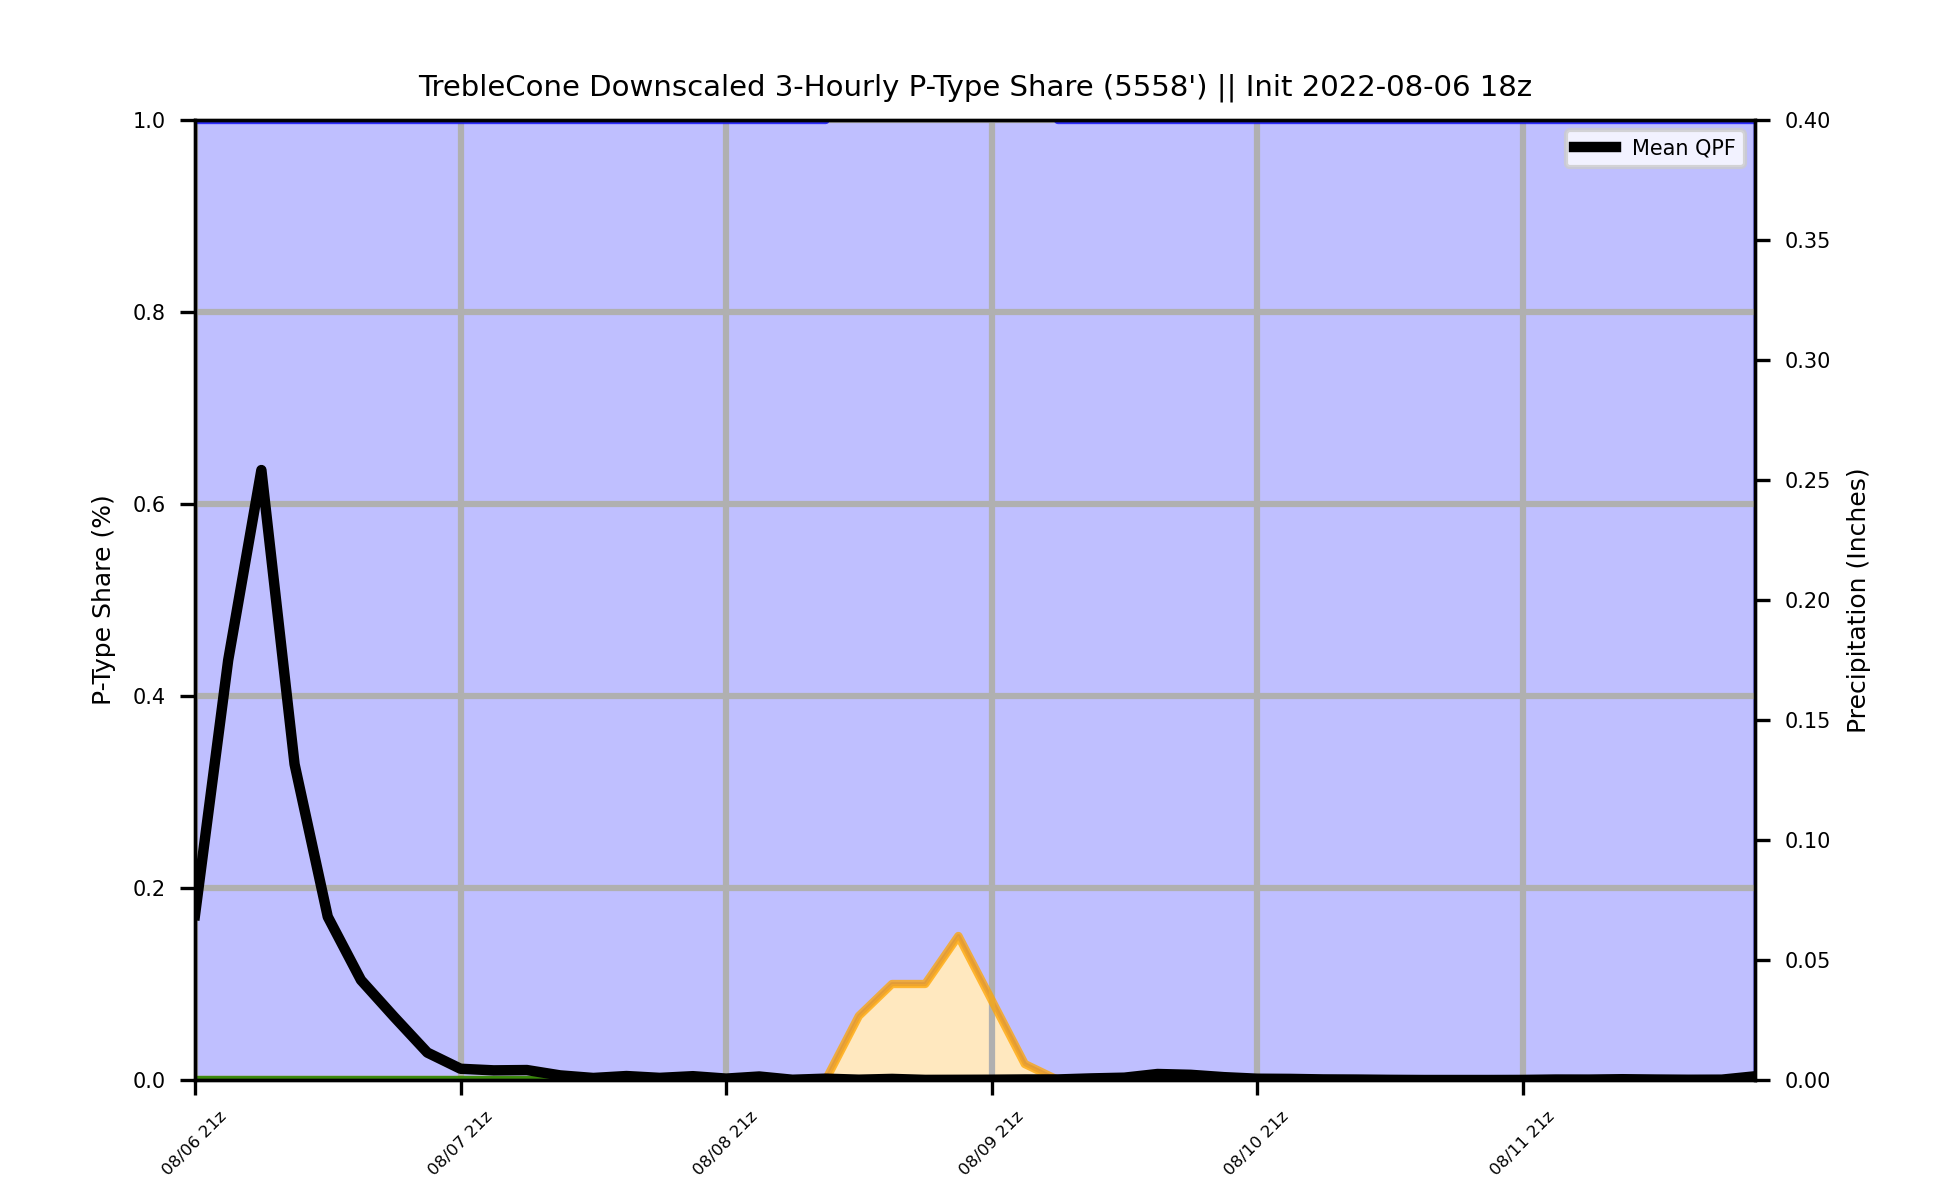 TrebleCone Downscaled 3-Hourly P-Type Share (5558') || Init 2022-08-06 18z
Mean QPF
P-Type Share (%)
1.0
0.8
0.6
0.4
0.2
0.0
0.40
0.35
0.30
0.25
0.20
0.15
0.10
0.05
0.00
Precipitation (Inches)
08/06 21z
08/07 21z
08/08 21z
08/09 21z
08/10 21z
08/11 21z